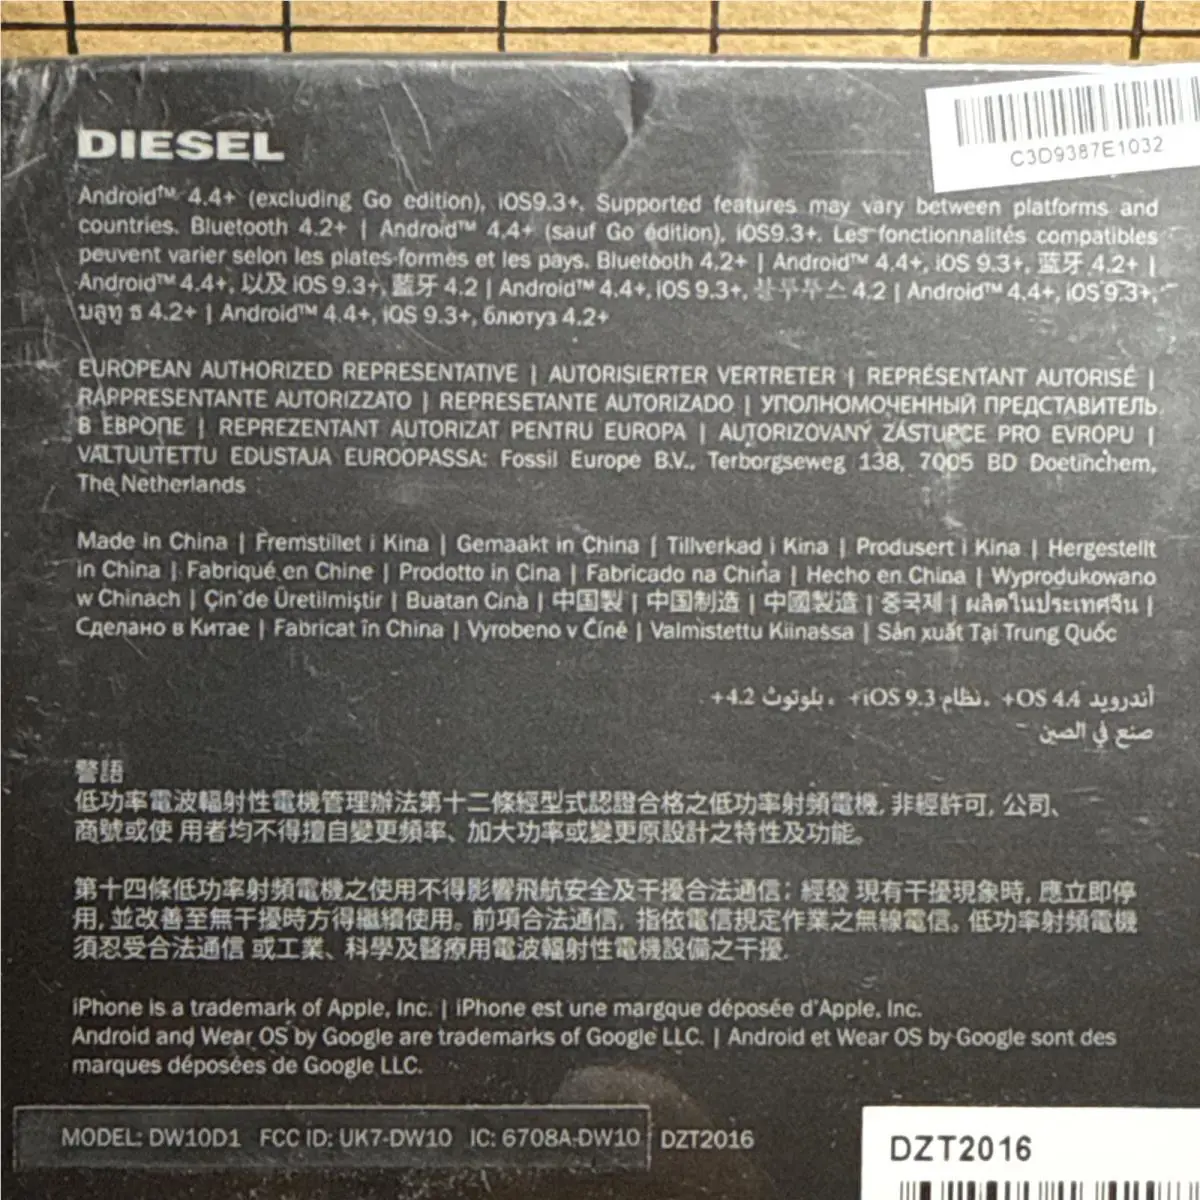 C3D9387E1032
DIESEL
Android™ 4.4+ (excluding Go edition), iOS9.3+. Supported features may vary between platforms and
countries. Bluetooth 4.2+ | Android™ 4.4+ (sauf Go édition), iOS9.3+. Les fonctionnalités compatibles
peuvent varier selon les plates-formes et les pays. Bluetooth 4.2+ | Android™ 4.4+, iOS 9.3+, 蓝牙 4.2+ |
Android™ 4.4+, 以及 iOS 9.3+, 藍牙 4.2 | Android™ 4.4+, iOS 9.3+, 4.2 | Android™ 4.4+, iOS 9.3+,
บลูทู ธ 4.2+ | Android™ 4.4+, iOS 9.3+, блютуз 4.2+
EUROPEAN AUTHORIZED REPRESENTATIVE | AUTORISIERTER VERTRETER | REPRÉSENTANT AUTORISÉ |
RAPPRESENTANTE AUTORIZZATO | REPRESETANTE AUTORIZADO | УПОЛНОМОЧЕННЫЙ ПРЕДСТАВИТЕЛЬ
В ЕВРОПЕ | REPREZENTANT AUTORIZAT PENTRU EUROPA | AUTORIZOVANÝ ZÁSTUPCE PRO EVROPU |
VALTUUTETTU EDUSTAJA EUROOPASSA: Fossil Europe B.V., Terborgseweg 138, 7005 BD Doetinchem,
The Netherlands
Made in China | Fremstillet i Kina | Gemaakt in China | Tillverkad i Kina | Produsert i Kina | Hergestellt
in China | Fabriqué en Chine | Prodotto in Cina | Fabricado na China | Hecho en China | Wyprodukowano
w Chinach | Çin'de Üretilmiştir | Buatan Cina | 中国製 | 中国制造 | 中國製造 | 중국제 | ผลิตในประเทศจีน |
Сделано в Китае | Fabricat în China | Vyrobeno v Číně | Valmistettu Kiinassa | Sản xuất Tại Trung Quốc
أندرويد OS 4.4+ ،نظام iOS 9.3+ ، بلوتوث 4.2+
صنع في الصين
警語
低功率電波輻射性電機管理辦法第十二條經型式認證合格之低功率射頻電機, 非經許可, 公司、
商號或使 用者均不得擅自變更頻率、加大功率或變更原設計之特性及功能。
第十四條低功率射頻電機之使用不得影響飛航安全及干擾合法通信; 經發 現有干擾現象時, 應立即停
用, 並改善至無干擾時方得繼續使用。前項合法通信, 指依電信規定作業之無線電信。低功率射頻電機
須忍受合法通信 或工業、科學及醫療用電波輻射性電機設備之干擾.
iPhone is a trademark of Apple, Inc. | iPhone est une margque déposée d'Apple, Inc.
Android and Wear OS by Google are trademarks of Google LLC. | Android et Wear OS by Google sont des
marques déposées de Google LLC.
MODEL: DW10D1 FCC ID: UK7-DW10 IC: 6708A-DW10 DZT2016
DZT2016